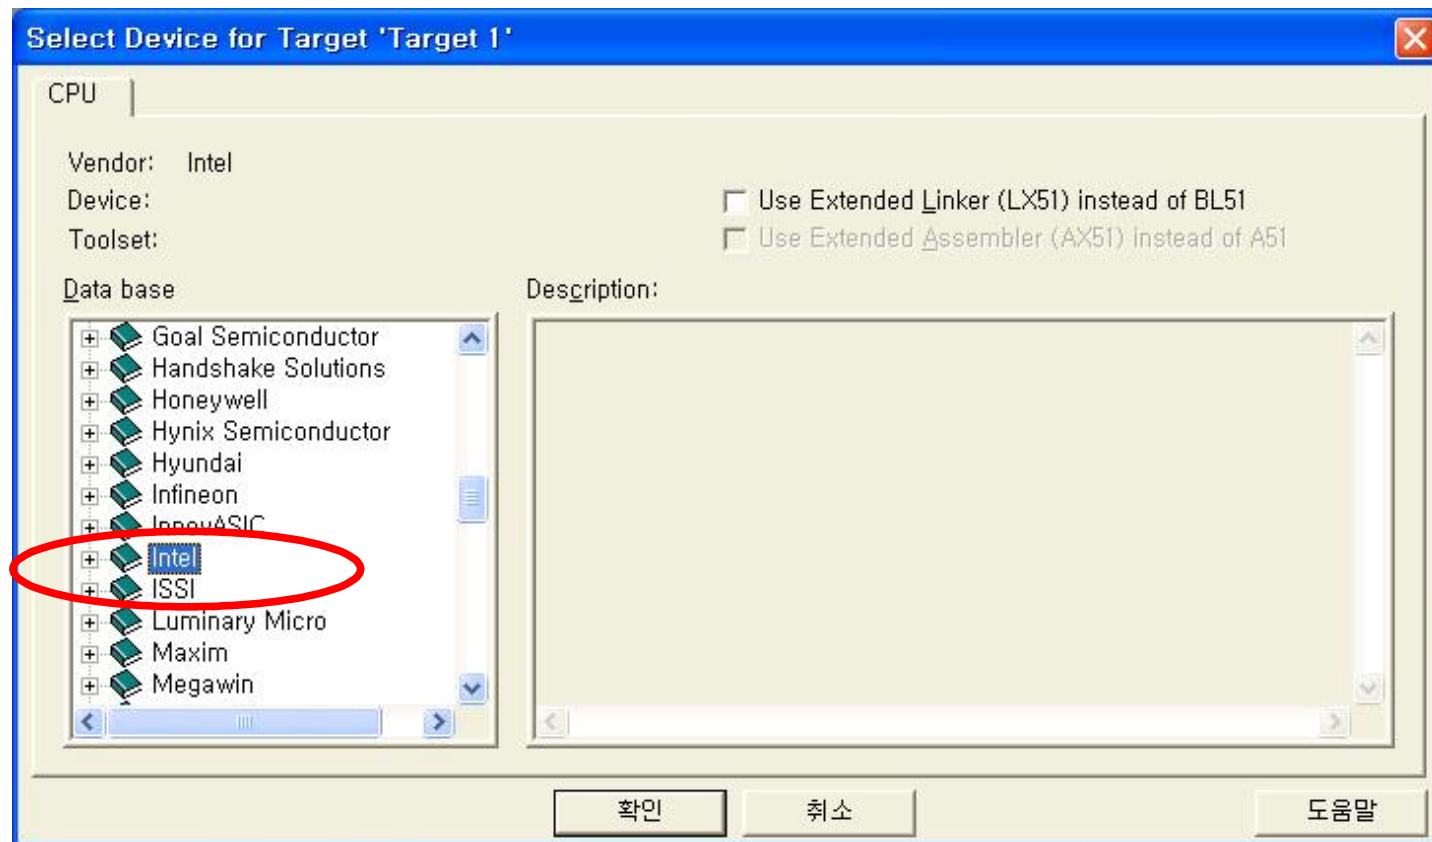 Select Device for Target 'Target 1'
CPU
Vendor: Intel
Device:
Use Extended Linker (LX51) instead of BL51
Toolset:
Use Extended Assembler (AX51) instead of A51
Data base
Description:
Goal Semiconductor
Handshake Solutions
Honeywell
Hynix Semiconductor
Hyundai
Infineon
InnovASIC
Intel
ISSI
Luminary Micro
Maxim
Megawin
확인 취소 도움말